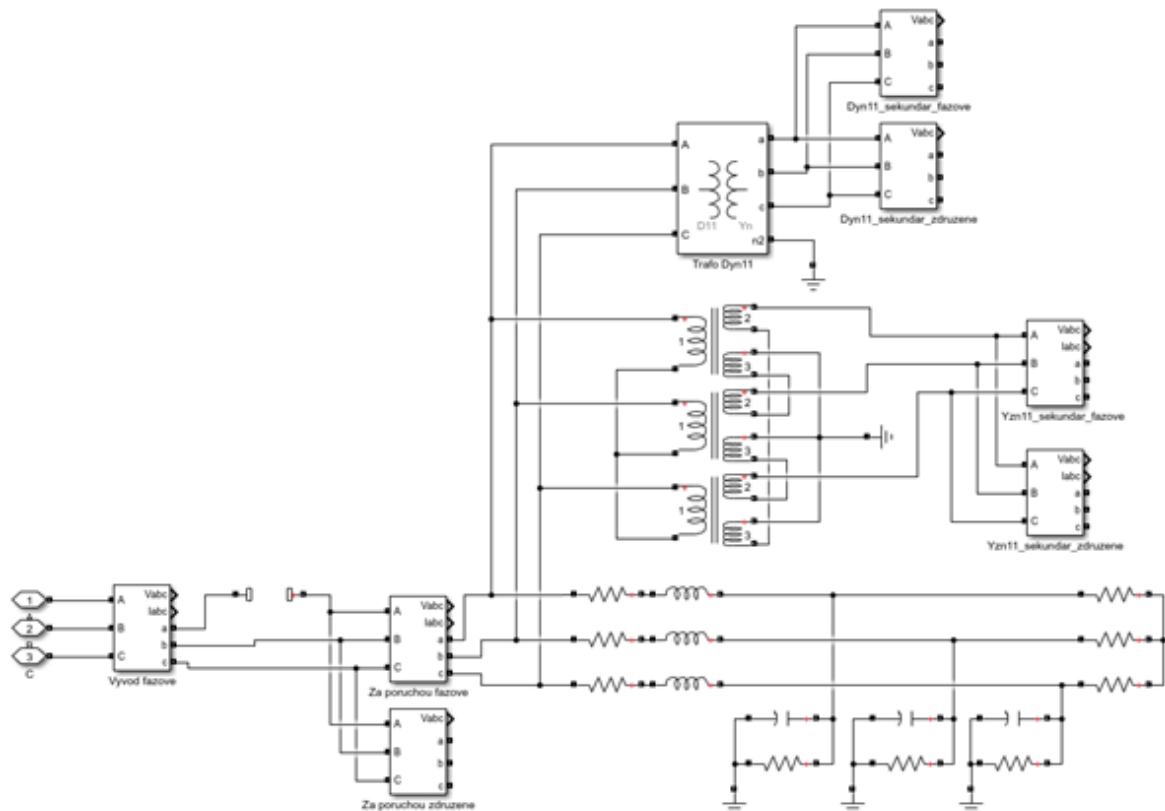 Vabc
A
a
B
b
C
c
Dyn11_sekundar_fazove
Vabc
A
a
B
b
C
c
Dyn11_sekundar_zdruzene
A
a
B
b
C
c
D11
Yn
n2
Trafo Dyn11
1
2
3
1
2
3
1
2
3
Vabc
A
Iabc
B
a
b
C
c
Yzn11_sekundar_fazove
Vabc
A
Iabc
B
a
b
C
c
Yzn11_sekundar_zdruzene
1
A
2
B
3
C
Vabc
A
Iabc
B
a
b
C
c
Vyvod fazove
Vabc
A
Iabc
B
a
b
C
c
Za poruchou fazove
Vabc
A
a
B
b
C
c
Za poruchou zdruzene